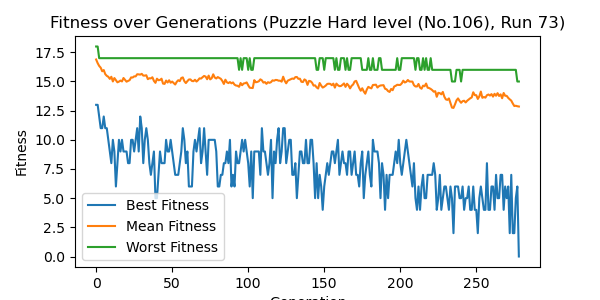 Fitness over Generations (Puzzle Hard level (No.106), Run 73)
Fitness
17.5
15.0
12.5
10.0
7.5
5.0
2.5
0.0
Best Fitness
Mean Fitness
Worst Fitness
0 50 100 150 200 250
Generation